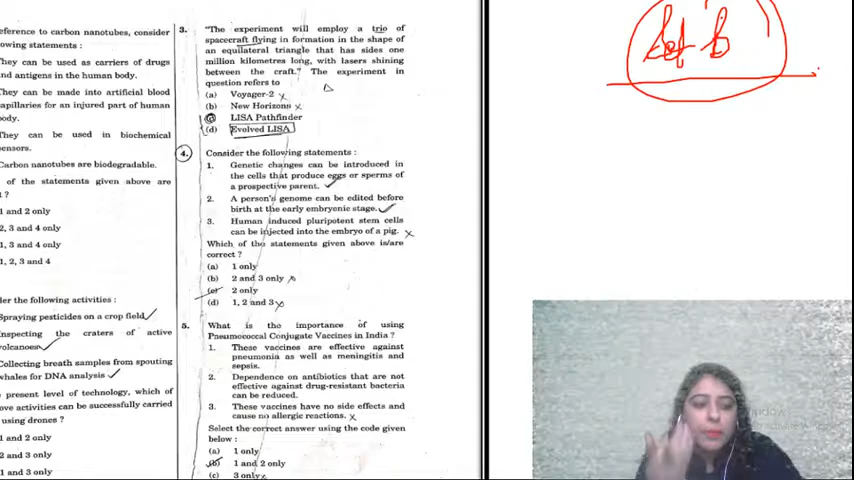 eference to carbon nanotubes, consider
owing statements :
They can be used as carriers of drugs
and antigens in the human body.
They can be made into artificial blood
apillaries for an injured part of human
ody.
They can be used in biochemical
ensors.
Carbon nanotubes are biodegradable.
of the statements given above are
t ?
1 and 2 only
2, 3 and 4 only
1, 3 and 4 only
1, 2, 3 and 4
der the following activities :
Spraying pesticides on a crop field
nspecting the craters of active
volcanoes
Collecting breath samples from spouting
whales for DNA analysis
e present level of technology, which of
ove activities can be successfully carried
using drones ?
1 and 2 only
2 and 3 only
1 and 3 only
3. "The experiment will employ a trio of
spacecraft flying in formation in the shape of
an equilateral triangle that has sides one
million kilometres long, with lasers shining
between the craft." The experiment in
question refers to
(a) Voyager-2
(b) New Horizons
LISA Pathfinder
(d) Evolved LISA
4. Consider the following statements :
1. Genetic changes can be introduced in
the cells that produce eggs or sperms of
a prospective parent.
2. A person's genome can be edited before
birth at the early embryonic stage.
3. Human induced pluripotent stem cells
can be injected into the embryo of a pig.
Which of the statements given above is/are
correct ?
(a) 1 only
(b) 2 and 3 only
(c) 2 only
(d) 1, 2 and 3
5. What is the importance of using
Pneumococcal Conjugate Vaccines in India ?
1. These vaccines are effective against
pneumonia as well as meningitis and
sepsis.
2. Dependence on antibiotics that are not
effective against drug-resistant bacteria
can be reduced.
3. These vaccines have no side effects and
cause no allergic reactions.
Select the correct answer using the code given
below :
(a) 1 only
(b) 1 and 2 only
(c) 3 only
Set b